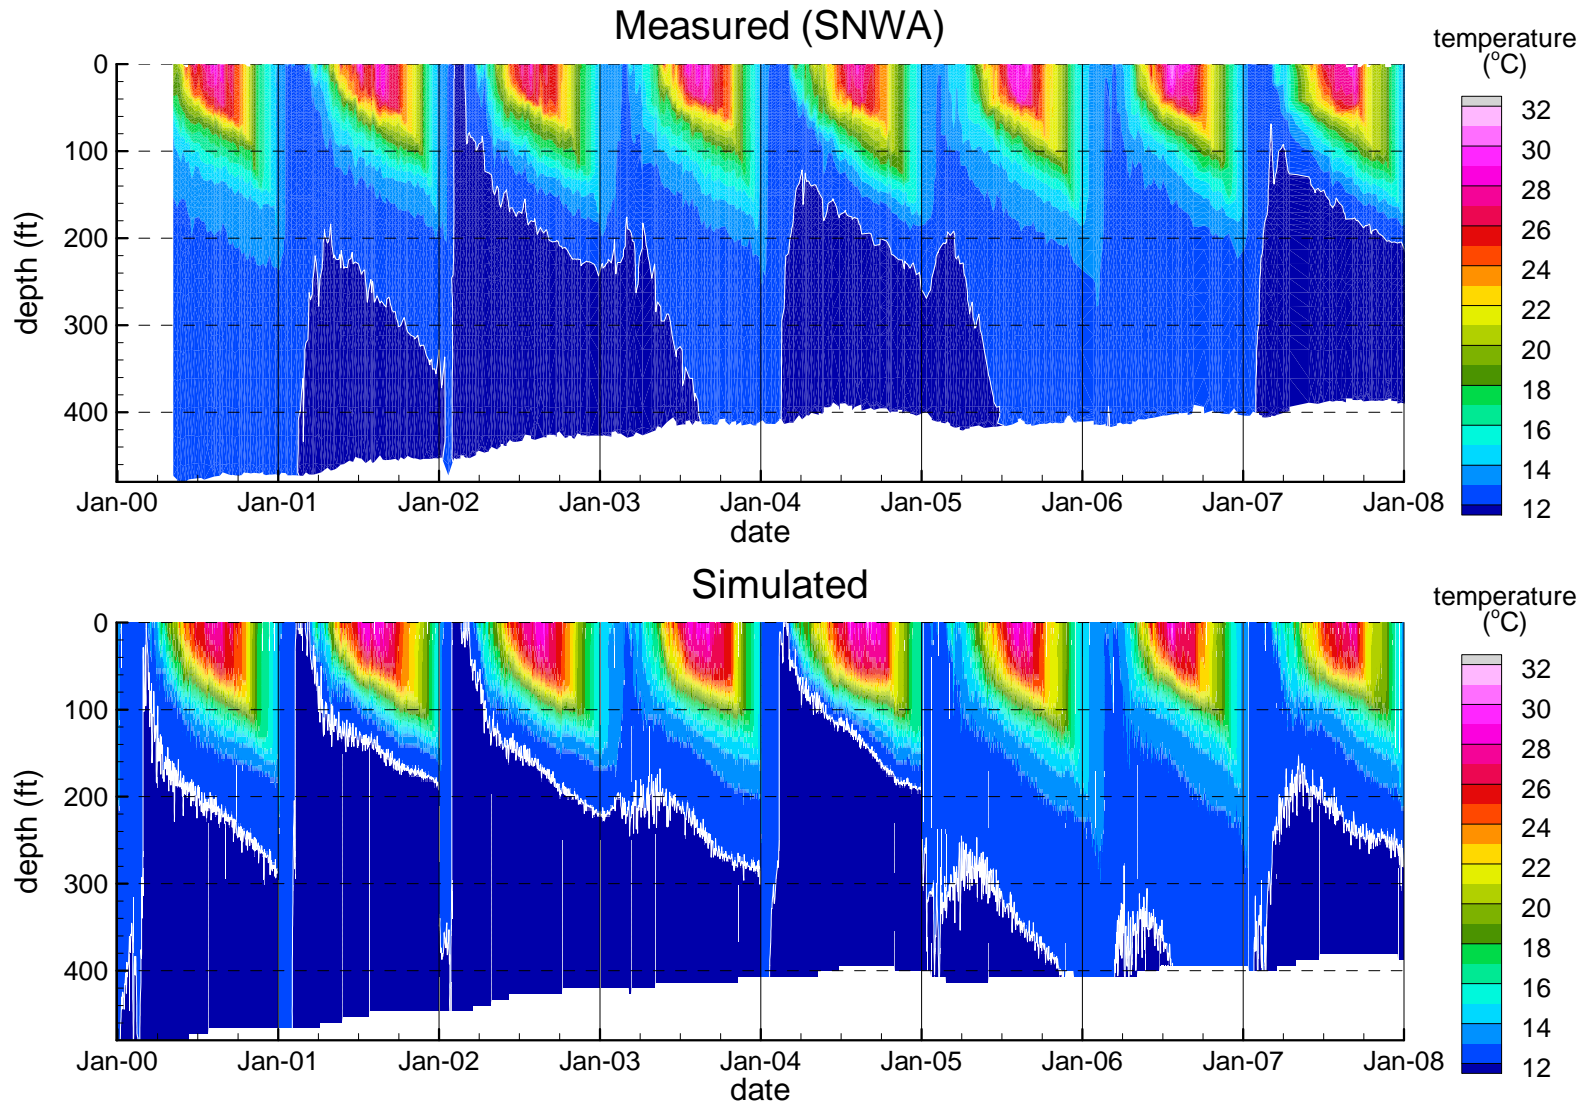 Measured (SNWA)
temperature
(°C)
0
100
200
300
400
depth (ft)
Jan-00 Jan-01 Jan-02 Jan-03 Jan-04 Jan-05 Jan-06 Jan-07 Jan-08
date
32
30
28
26
24
22
20
18
16
14
12
Simulated
temperature
(°C)
0
100
200
300
400
depth (ft)
Jan-00 Jan-01 Jan-02 Jan-03 Jan-04 Jan-05 Jan-06 Jan-07 Jan-08
date
32
30
28
26
24
22
20
18
16
14
12